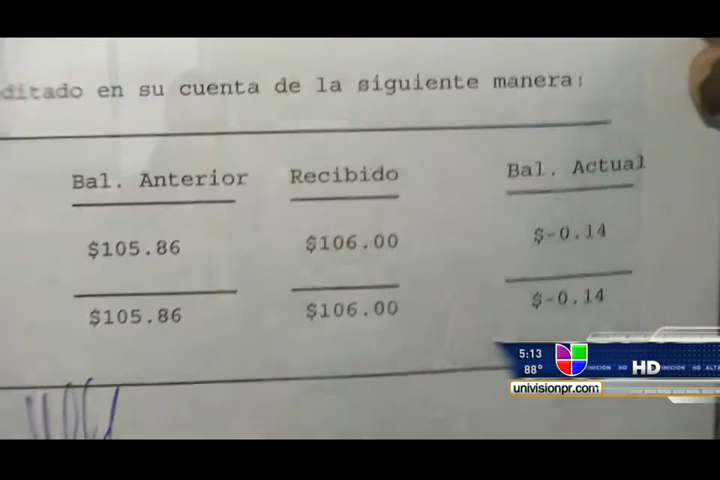 ditado en su cuenta de la siguiente manera:
Bal. Anterior Recibido Bal. Actual
$105.86 $106.00 $-0.14
$105.86 $106.00 $-0.14
5:13
88°
HD
univisionpr.com